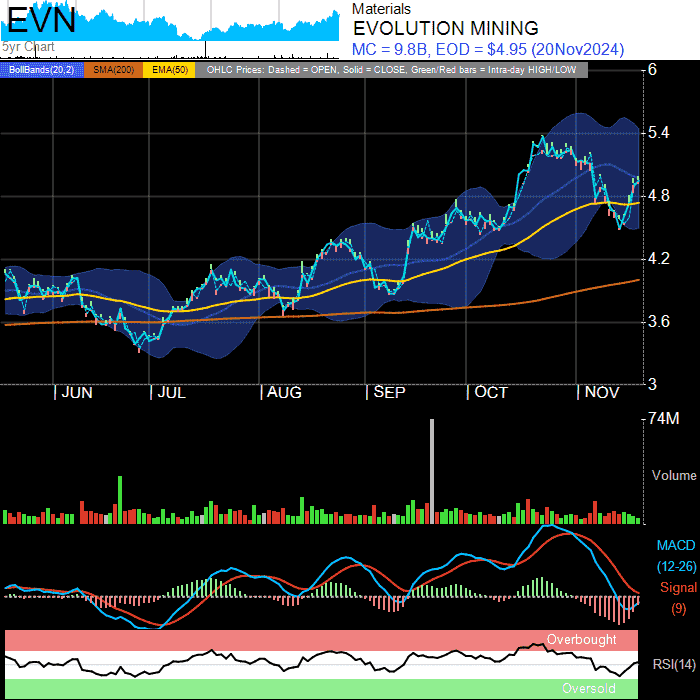 EVN
5yr Chart
Materials
EVOLUTION MINING
MC = 9.8B, EOD = $4.95 (20Nov2024)
BollBands(20,2) SMA(200) EMA(50) OHLC Prices: Dashed = OPEN, Solid = CLOSE, Green/Red bars = Intra-day HIGH/LOW
6
5.4
4.8
4.2
3.6
3
JUN JUL AUG SEP OCT NOV
74M
Volume
MACD
(12-26)
Signal
(9)
Overbought
RSI(14)
Oversold